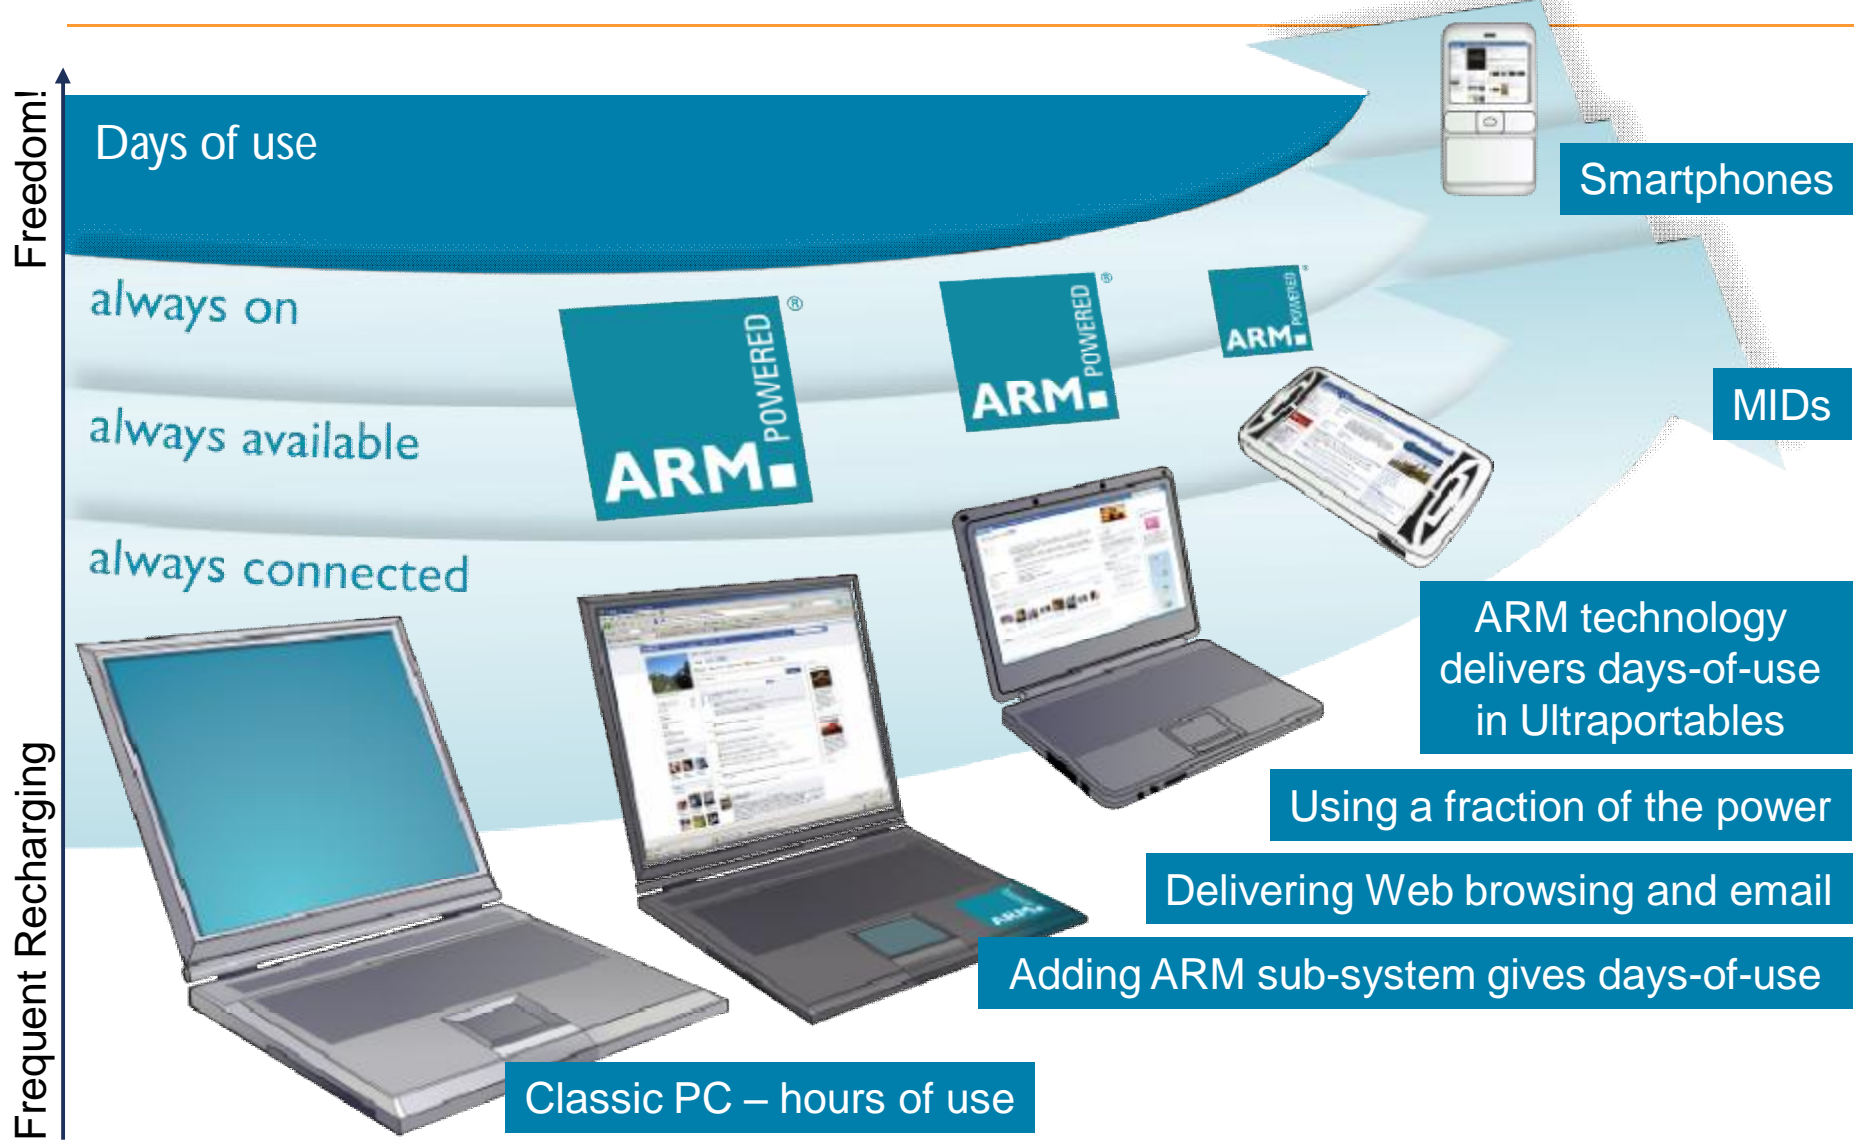 Freedom!
Days of use
Smartphones
always on
ARM POWERED ®
ARM POWERED ®
ARM POWERED
MIDs
always available
always connected
ARM technology
delivers days-of-use
in Ultraportables
Using a fraction of the power
Delivering Web browsing and email
ARM
Adding ARM sub-system gives days-of-use
Frequent Recharging
Classic PC – hours of use